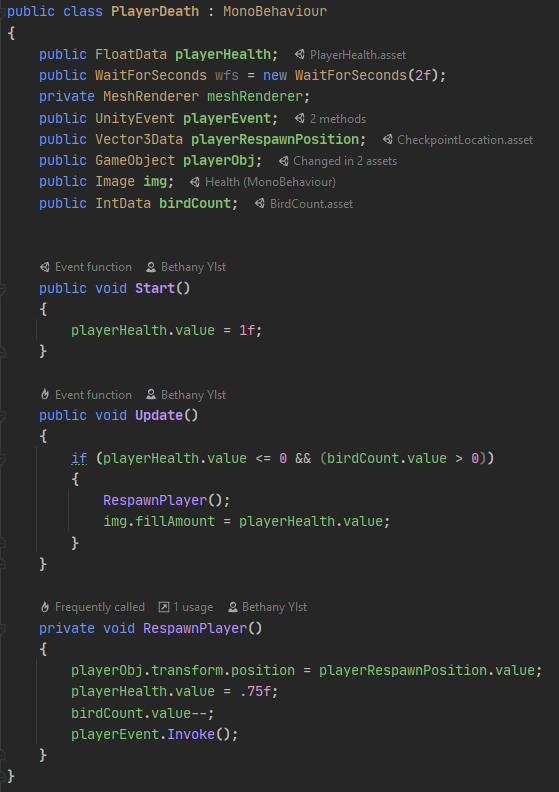 public class PlayerDeath : MonoBehaviour
{
public FloatData playerHealth; PlayerHealth.asset
public WaitForSeconds wfs = new WaitForSeconds(2f);
private MeshRenderer meshRenderer;
public UnityEvent playerEvent; 2 methods
public Vector3Data playerRespawnPosition; CheckpointLocation.asset
public GameObject playerObj; Changed in 2 assets
public Image img; Health (MonoBehaviour)
public IntData birdCount; BirdCount.asset
Event function Bethany Ylst
public void Start()
{
playerHealth.value = 1f;
}
Event function Bethany Ylst
public void Update()
{
if (playerHealth.value <= 0 && (birdCount.value > 0))
{
RespawnPlayer();
img.fillAmount = playerHealth.value;
}
}
Frequently called 1 usage Bethany Ylst
private void RespawnPlayer()
{
playerObj.transform.position = playerRespawnPosition.value;
playerHealth.value = .75f;
birdCount.value--;
playerEvent.Invoke();
}
}